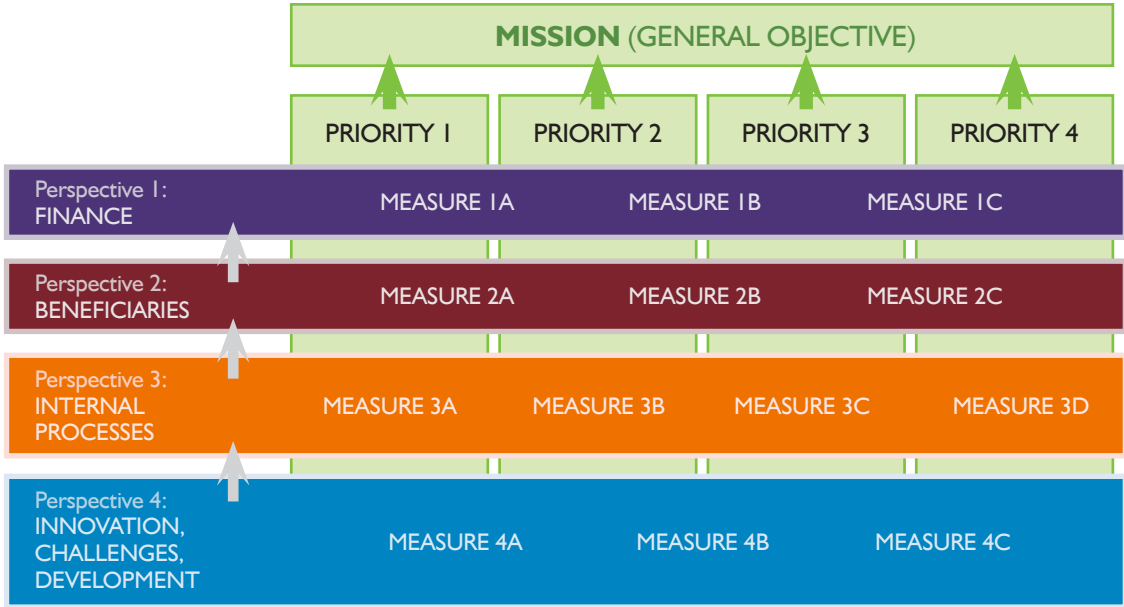 MISSION (GENERAL OBJECTIVE)
PRIORITY 1
PRIORITY 2
PRIORITY 3
PRIORITY 4
Perspective 1:
FINANCE
MEASURE 1A
MEASURE 1B
MEASURE 1C
Perspective 2:
BENEFICIARIES
MEASURE 2A
MEASURE 2B
MEASURE 2C
Perspective 3:
INTERNAL
PROCESSES
MEASURE 3A
MEASURE 3B
MEASURE 3C
MEASURE 3D
Perspective 4:
INNOVATION,
CHALLENGES,
DEVELOPMENT
MEASURE 4A
MEASURE 4B
MEASURE 4C